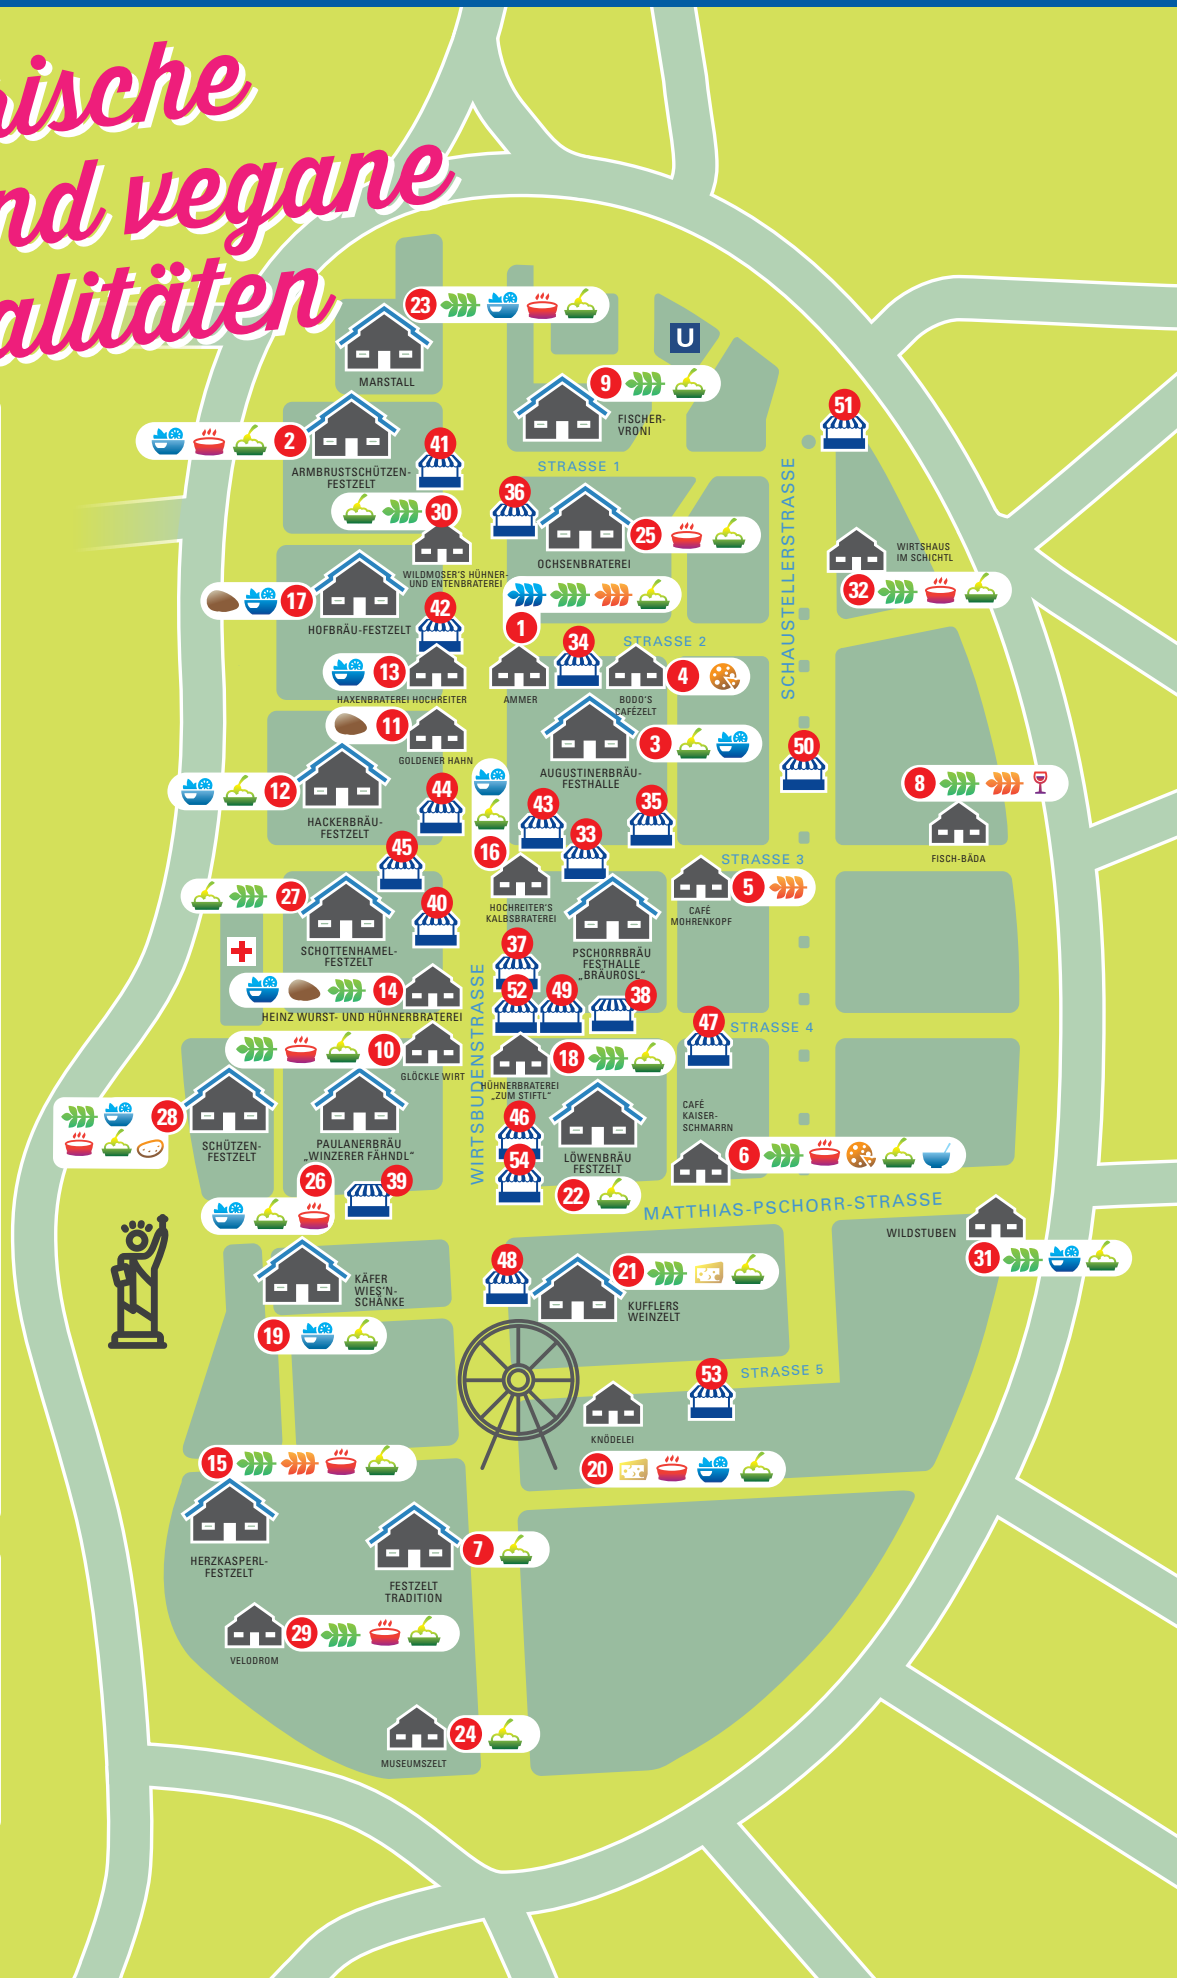 rische
nd vegane
alitäten
23
MARSTALL
U
9
FISCHER-
VRONI
51
2
ARMBRUSTSCHÜTZEN-
FESTZELT
41
STRASSE 1
30
WILDMOSER'S HÜHNER-
UND ENTENBRATEREI
36
25
OCHSENBRATEREI
SCHAUSTELLERSTRASSE
WIRTSHAUS
IM SCHICHTL
32
17
HOFBRÄU-FESTZELT
42
1
AMMER
34
STRASSE 2
BODO'S
CAFÉZELT
4
13
HAXENBRATEREI HOCHREITER
11
GOLDENER HAHN
3
AUGUSTINERBRÄU-
FESTHALLE
50
12
HACKERBRÄU-
FESTZELT
44
43
35
8
FISCH-BÄDA
45
16
HOCHREITER'S
KALBSBRATEREI
33
STRASSE 3
5
CAFÉ
MOHRENKOPF
27
SCHOTTENHAMEL-
FESTZELT
40
PSCHORRBRÄU
FESTHALLE
„BRÄUROSL“
37
14
HEINZ WURST- UND HÜHNERBRATEREI
WIRTSBUDENSTRASSE
52
49
38
47
STRASSE 4
10
GLÖCKLE WIRT
18
HÜHNERBRATEREI
„ZUM STIFTL“
28
SCHÜTZEN-
FESTZELT
PAULANERBRÄU
„WINZERER FÄHNDL“
26
39
46
54
LÖWENBRÄU
FESTZELT
22
CAFÉ
KAISER-
SCHMARRN
6
MATTHIAS-PSCHORR-STRASSE
WILDSTUBEN
31
KÄFER
WIES'N-
SCHÄNKE
19
48
21
KUFFLERS
WEINZELT
53
STRASSE 5
KNÖDELEI
20
15
HERZKASPERL-
FESTZELT
7
FESTZELT
TRADITION
29
VELODROM
24
MUSEUMSZELT